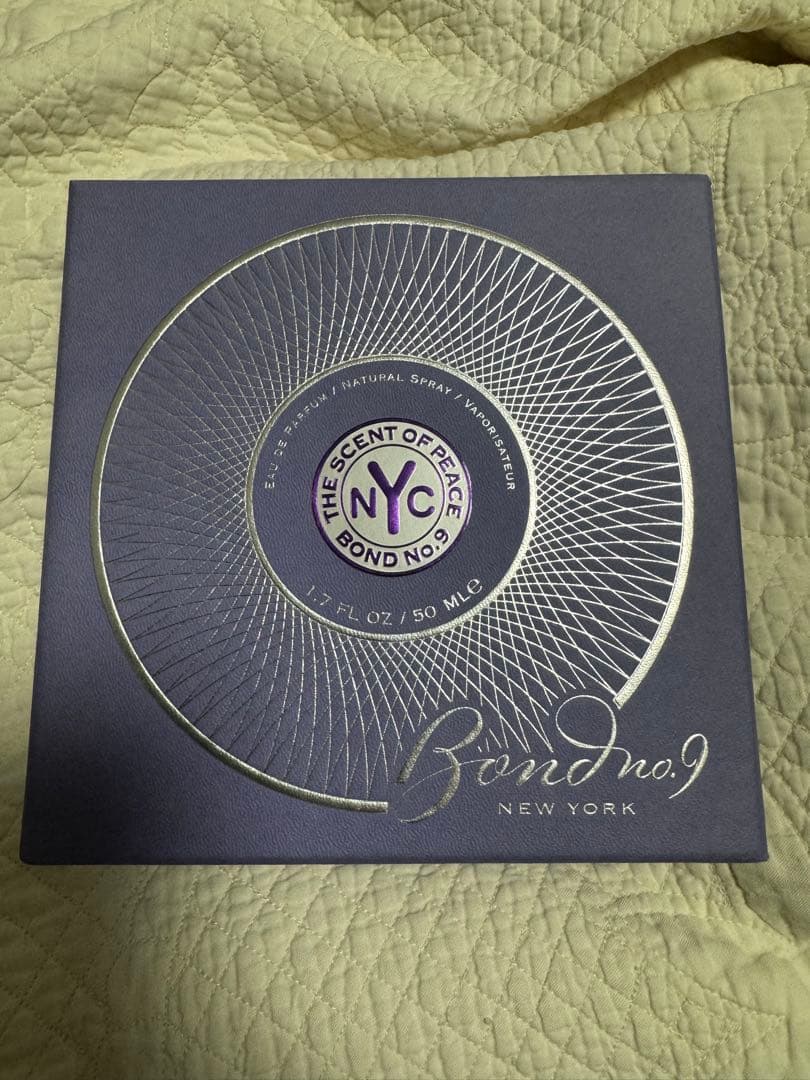 EAU DE PARFUM / NATURAL SPRAY / VAPORISATEUR
THE SCENT OF PEACE
NYC
BOND No.9
1.7 FL OZ / 50 ML e
Bond no.9
NEW YORK